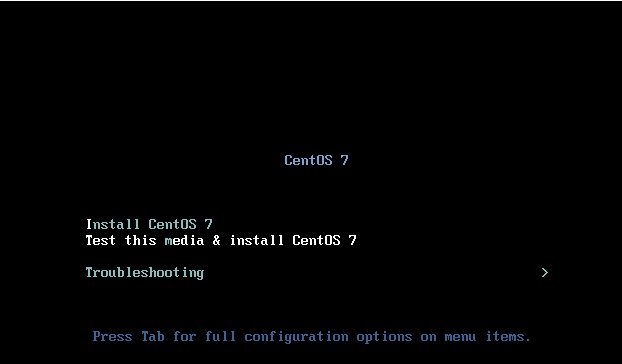 CentOS 7
Install CentOS 7
Test this media & install CentOS 7
Troubleshooting >
Press Tab for full configuration options on menu items.